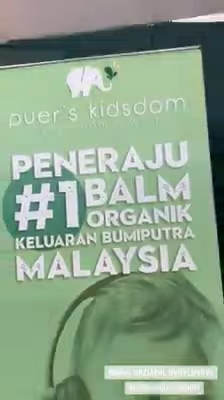 puer's kidsdom
PENERAJU
#1 BALM
ORGANIK
KELUARAN BUMIPUTRA
MALAYSIA